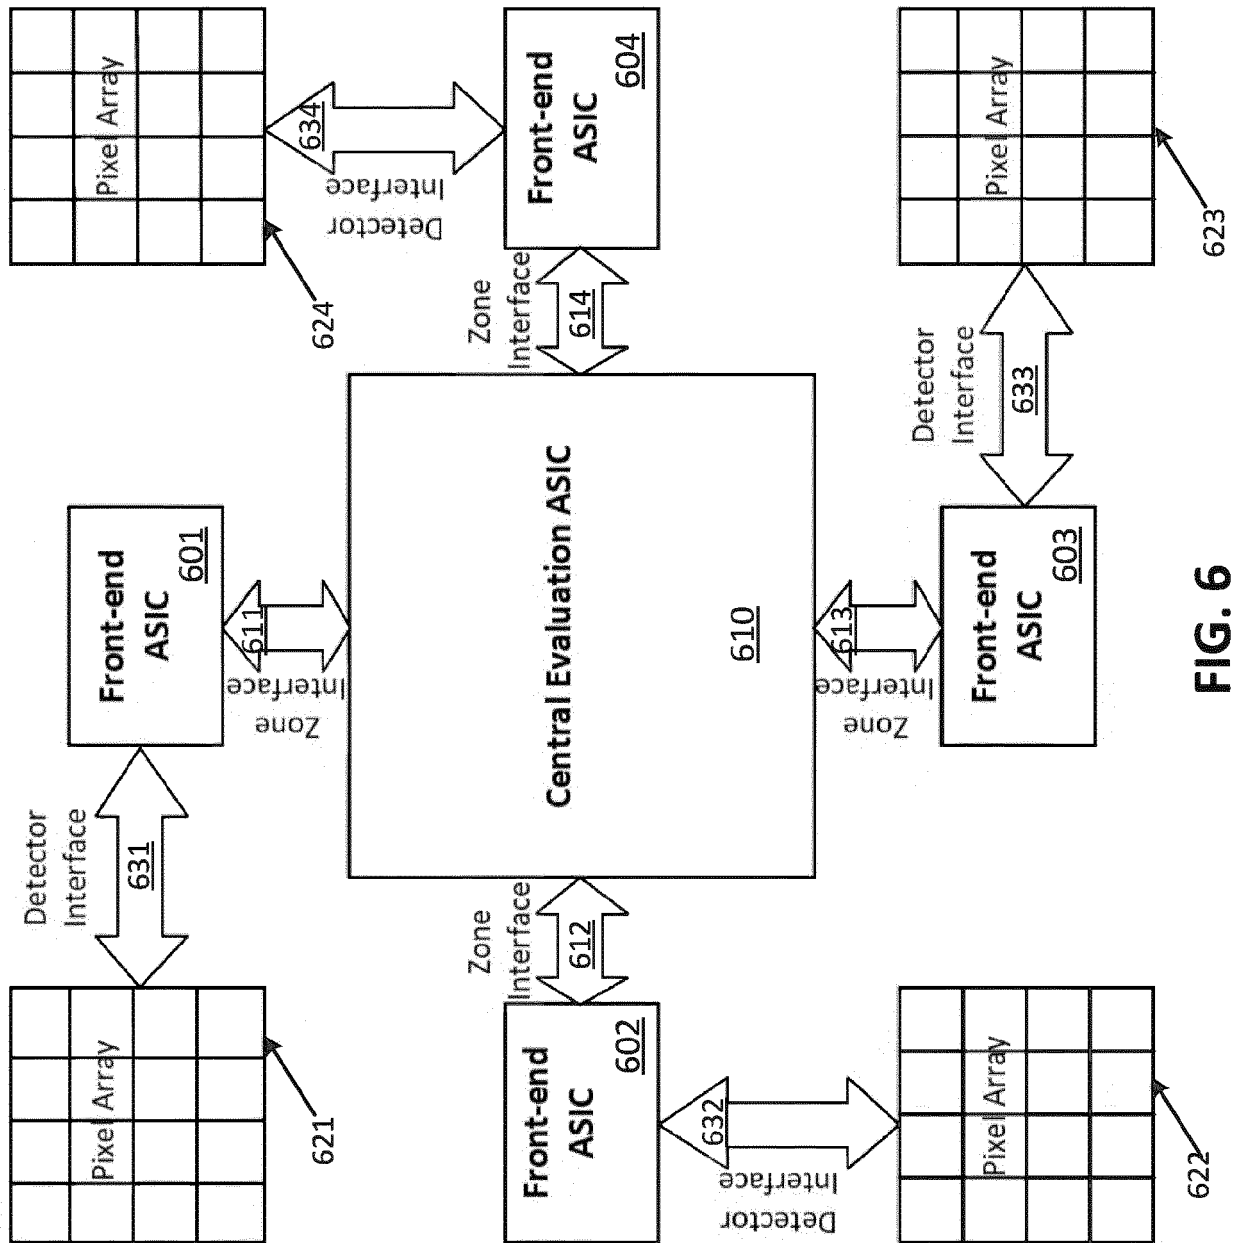 Pixel Array
621
Detector
Interface
631
Front-end
ASIC
601
Pixel Array
624
Detector
Interface
634
Front-end
ASIC
604
Zone
Interface
611
Zone
Interface
614
Central Evaluation ASIC
610
Zone
Interface
612
Front-end
ASIC
602
Detector
Interface
632
Pixel Array
622
Zone
Interface
613
Front-end
ASIC
603
Detector
Interface
633
Pixel Array
623
FIG. 6